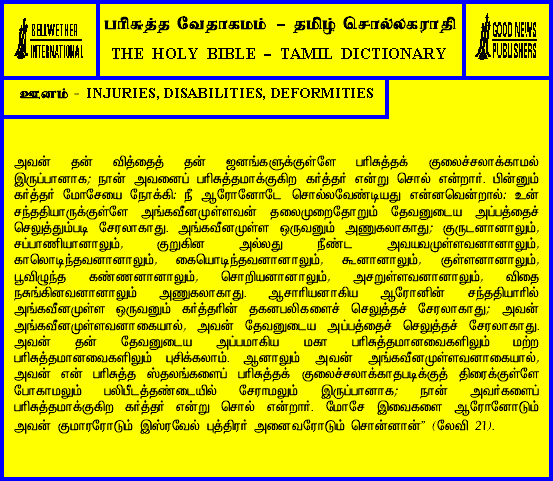 BELLWETHER
INTERNATIONAL
பரிசுத்த வேதாகமம் – தமிழ் சொல்லகராதி
THE HOLY BIBLE – TAMIL DICTIONARY
GOOD NEWS
PUBLISHERS
ஊனம் - INJURIES, DISABILITIES, DEFORMITIES
அவன் தன் வித்தைத் தன் ஜனங்களுக்குள்ளே பரிசுத்தக் குலைச்சலாக்காமல்
இருப்பானாக; நான் அவனைப் பரிசுத்தமாக்குகிற கர்த்தர் என்று சொல் என்றார். பின்னும்
கர்த்தர் மோசேயை நோக்கி: நீ ஆரோனோடே சொல்லவேண்டியது என்னவென்றால்: உன்
சந்ததியாருக்குள்ளே அங்கவீனமுள்ளவன் தலைமுறைதோறும் தேவனுடைய அப்பத்தைச்
செலுத்தும்படி சேரலாகாது. அங்கவீனமுள்ள ஒருவனும் அணுகலாகாது; குருடனானாலும்,
சப்பாணியானாலும், குறுகின அல்லது நீண்ட அவயவமுள்ளவனானாலும்,
காலொடிந்தவனானாலும், கையொடிந்தவனானாலும், கூனானாலும், குள்ளனானாலும்,
பூவிழுந்த கண்ணனானாலும், சொறியனானாலும், அசறுள்ளவனானாலும், விதை
நசுங்கினவனானாலும் அணுகலாகாது. ஆசாரியனாகிய ஆரோனின் சந்ததியாரில்
அங்கவீனமுள்ள ஒருவனும் கர்த்தரின் தகனபலிகளைச் செலுத்தச் சேரலாகாது; அவன்
அங்கவீனமுள்ளவனாகையால், அவன் தேவனுடைய அப்பத்தைச் செலுத்தச் சேரலாகாது.
அவன் தன் தேவனுடைய அப்பமாகிய மகா பரிசுத்தமானவைகளிலும் மற்ற
பரிசுத்தமானவைகளிலும் புசிக்கலாம். ஆனாலும் அவன் அங்கவீனமுள்ளவனாகையால்,
அவன் என் பரிசுத்த ஸ்தலங்களைப் பரிசுத்தக் குலைச்சலாக்காதபடிக்குத் திரைக்குள்ளே
போகாமலும் பலிபீடத்தண்டையில் சேராமலும் இருப்பானாக; நான் அவர்களைப்
பரிசுத்தமாக்குகிற கர்த்தர் என்று சொல் என்றார். மோசே இவைகளை ஆரோனோடும்
அவன் குமாரரோடும் இஸ்ரவேல் புத்திரர் அனைவரோடும் சொன்னான்” (லேவி 21).